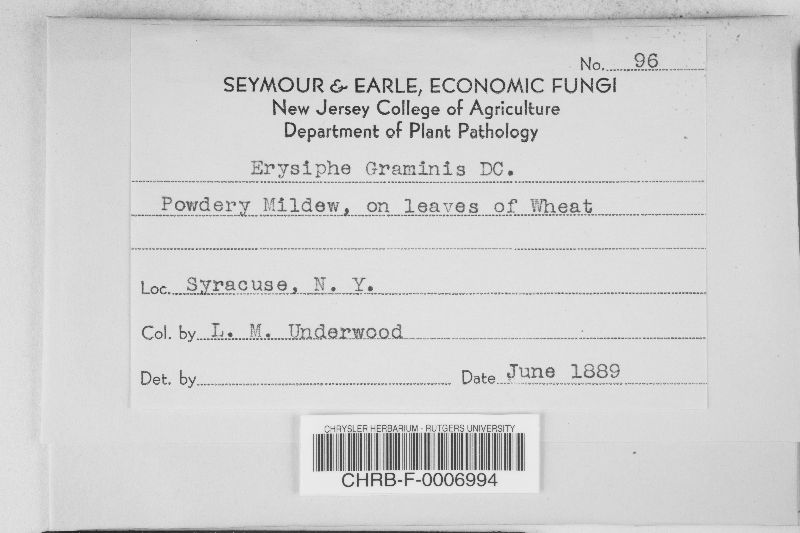 No. 96
SEYMOUR & EARLE, ECONOMIC FUNGI
New Jersey College of Agriculture
Department of Plant Pathology
Erysiphe Graminis DC.
Powdery Mildew, on leaves of Wheat
Loc. Syracuse, N. Y.
Col. by L. M. Underwood
Det. by Date June 1889
CHRYSLER HERBARIUM - RUTGERS UNIVERSITY
CHRB-F-0006994